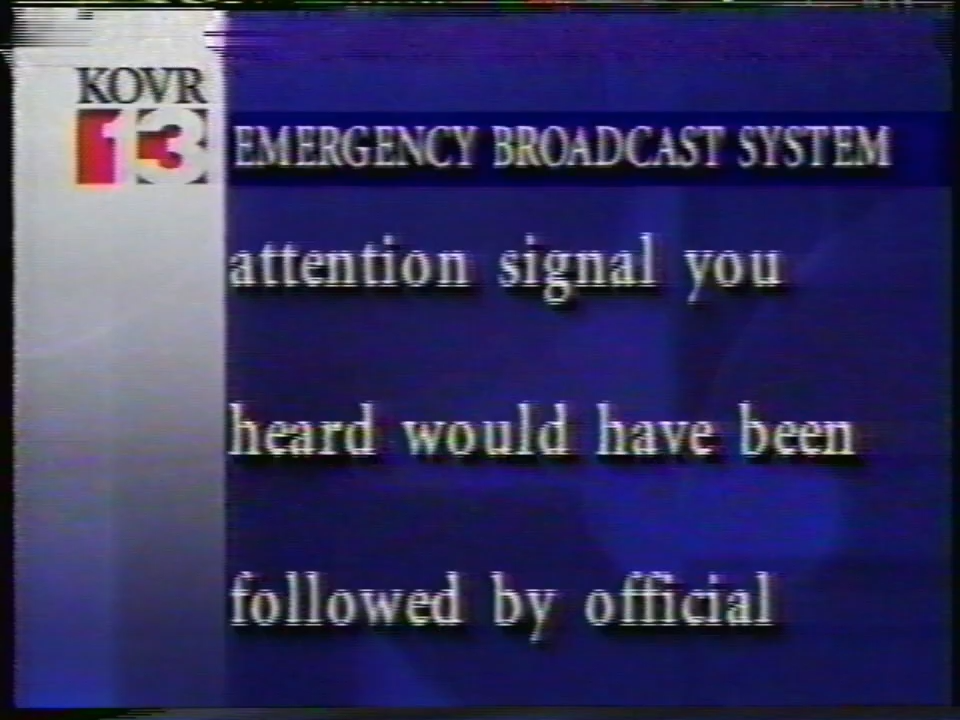 KOVR
13
EMERGENCY BROADCAST SYSTEM
attention signal you
heard would have been
followed by official